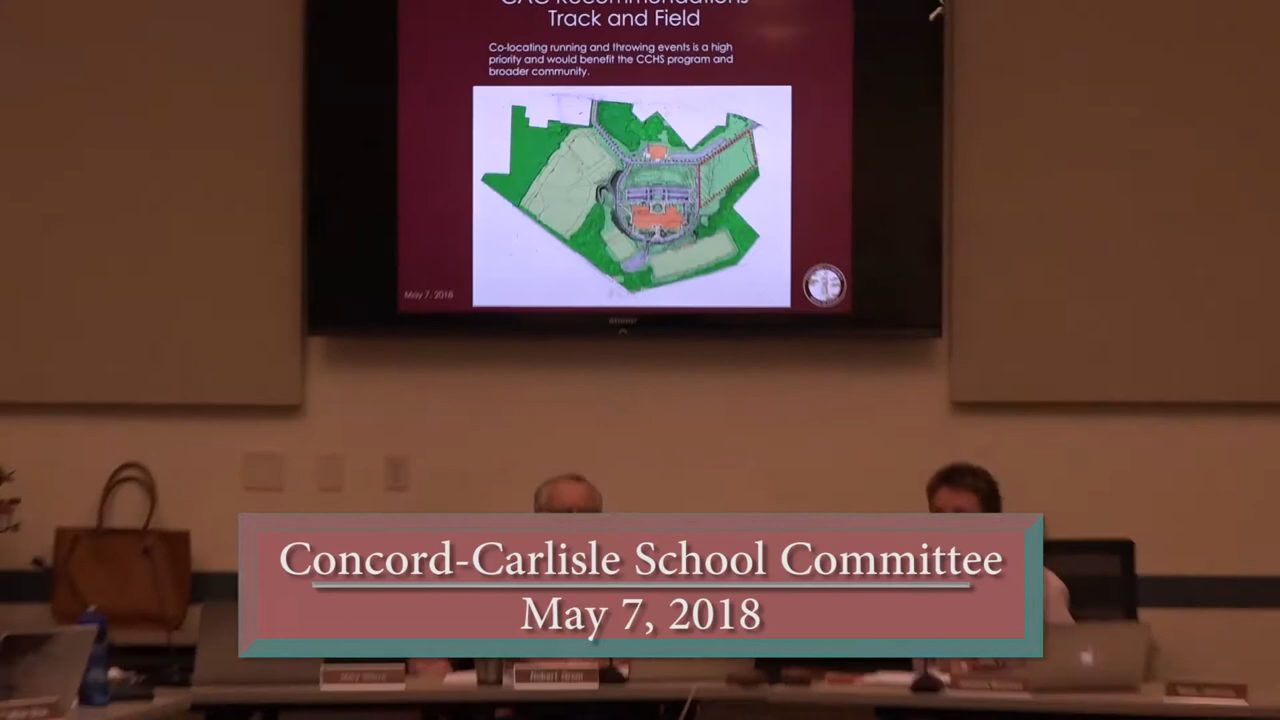 Track and Field
Co-locating running and throwing events is a high
priority and would benefit the CCHS program and
broader community.
May 7, 2018
Concord-Carlisle School Committee
May 7, 2018